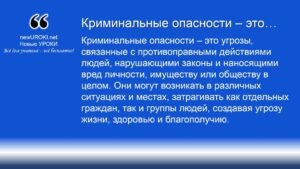 newUROKI.net
Новые УРОКИ
Всё для учителя - всё бесплатно!
Криминальные опасности – это…
Криминальные опасности – это угрозы,
связанные с противоправными действиями
людей, нарушающими законы и наносящими
вред личности, имуществу или обществу в
целом. Они могут возникать в различных
ситуациях и местах, затрагивать как отдельных
граждан, так и группы людей, создавая угрозу
жизни, здоровью и благополучию.